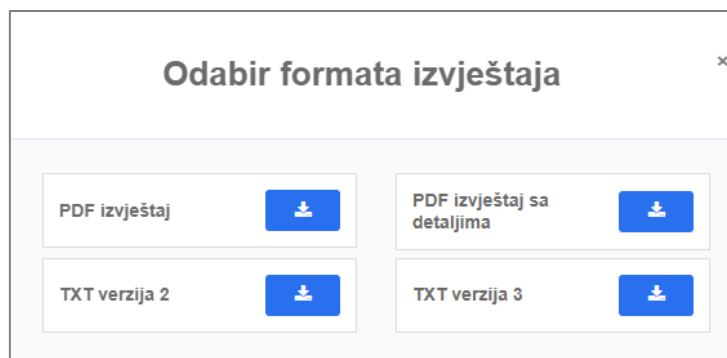 Odabir formata izvještaja
×
PDF izvještaj
PDF izvještaj sa
detaljima
TXT verzija 2
TXT verzija 3